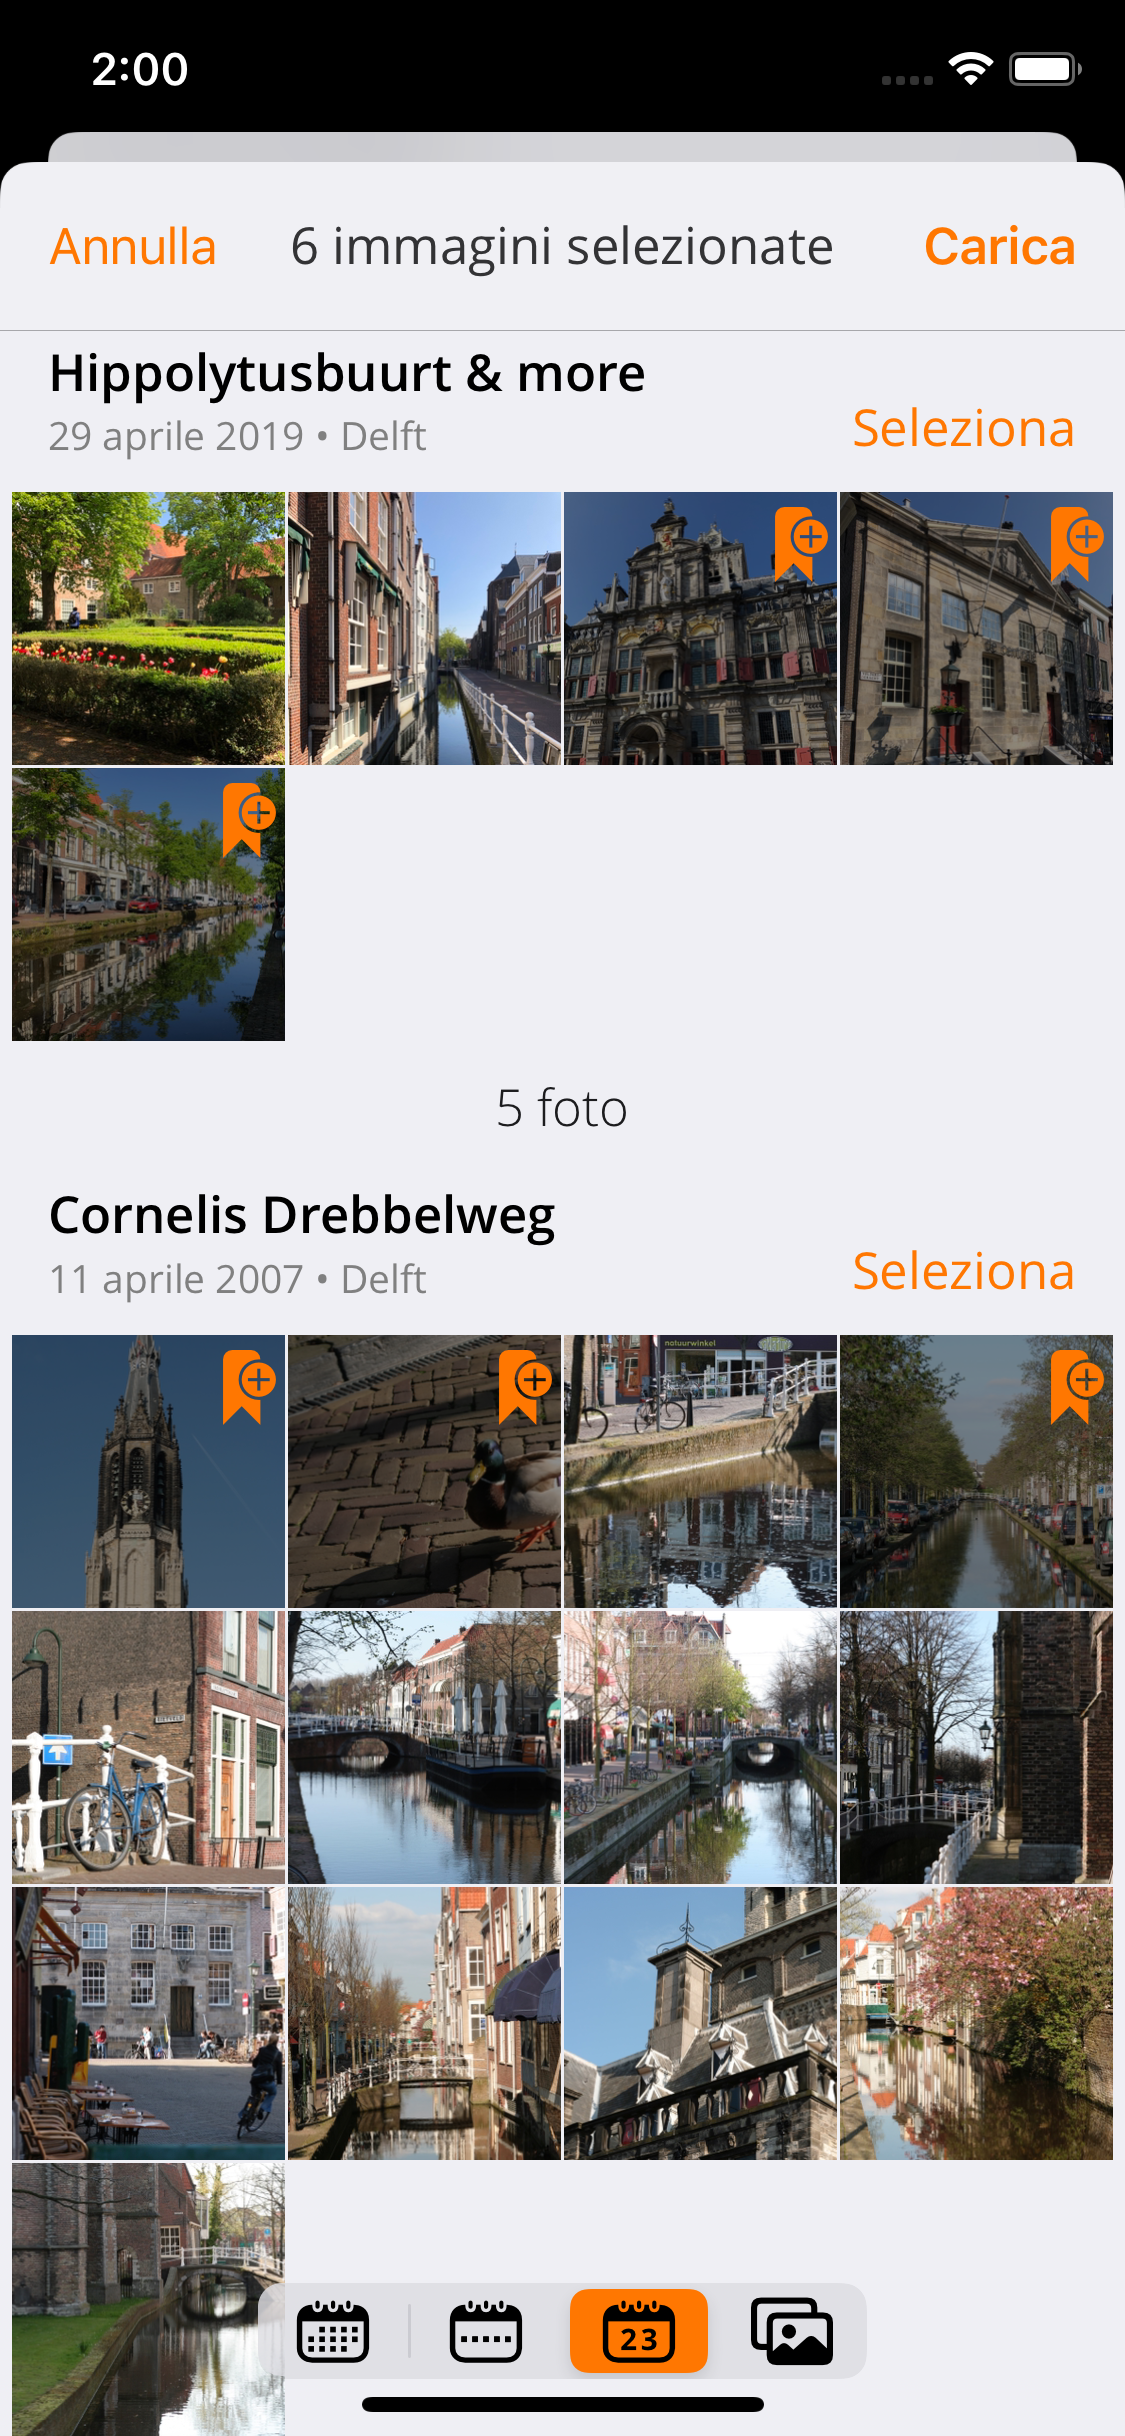 2:00
Annulla
6 immagini selezionate
Carica
Hippolytusbuurt & more
29 aprile 2019 • Delft
Seleziona
5 foto
Cornelis Drebbelweg
11 aprile 2007 • Delft
Seleziona
natuurwinkel
23